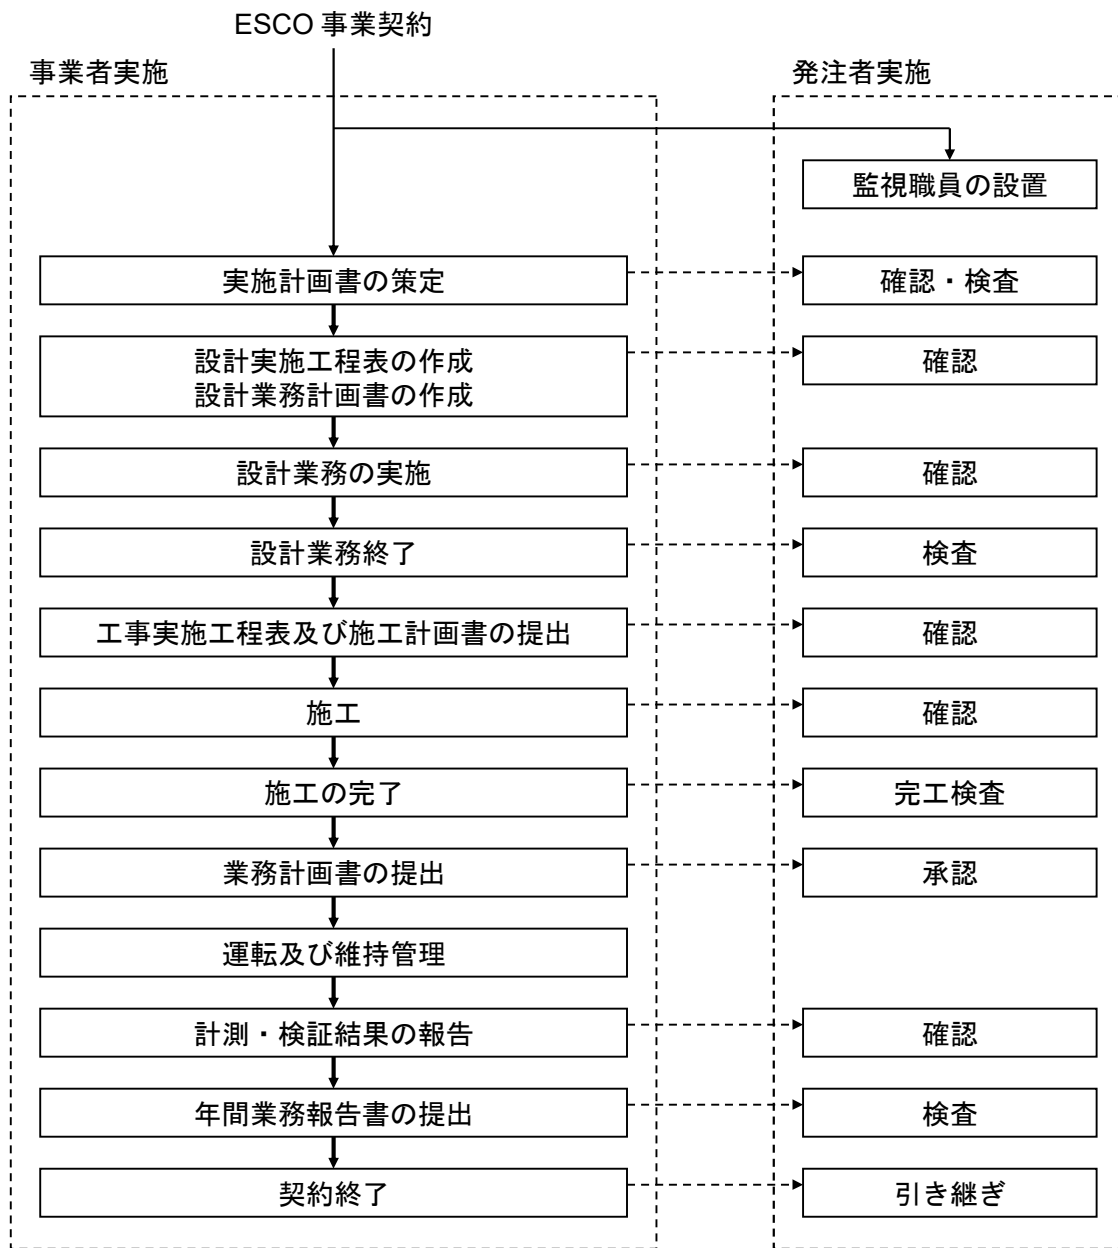 ESCO 事業契約
事業者実施
発注者実施
監視職員の設置
実施計画書の策定
確認・検査
設計実施工程表の作成
設計業務計画書の作成
確認
設計業務の実施
確認
設計業務終了
検査
工事実施工程表及び施工計画書の提出
確認
施工
確認
施工の完了
完工検査
業務計画書の提出
承認
運転及び維持管理
計測・検証結果の報告
確認
年間業務報告書の提出
検査
契約終了
引き継ぎ